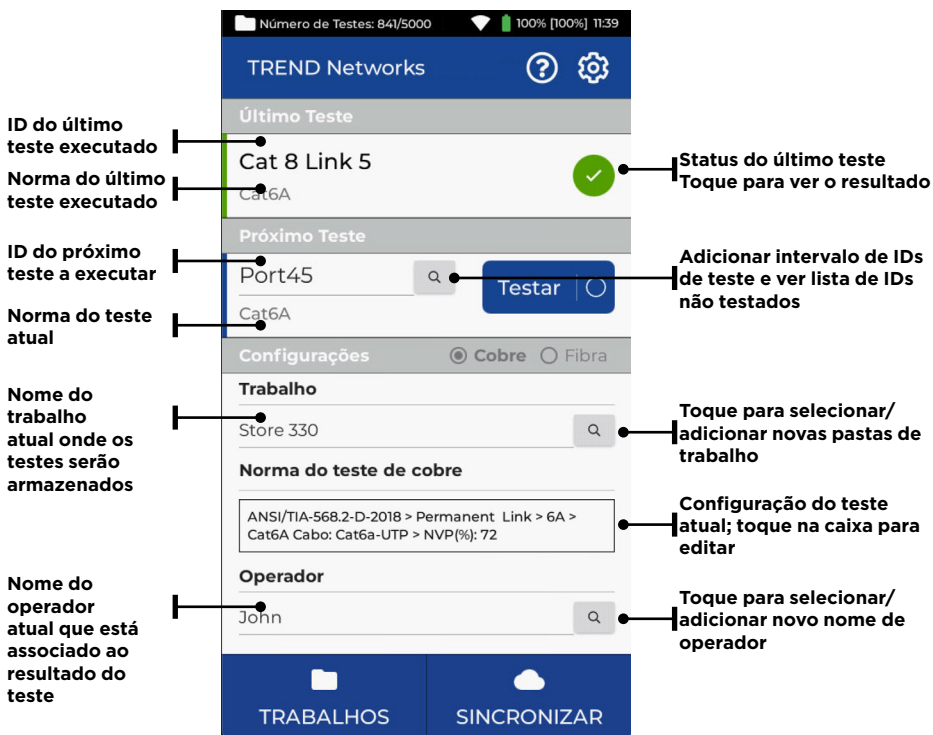 Número de Testes: 841/5000
100% [100%] 11:39
TREND Networks
Último Teste
ID do último
teste executado
Cat 8 Link 5
Norma do último
teste executado
Cat6A
Status do último teste
Toque para ver o resultado
Próximo Teste
ID do próximo
teste a executar
Port45
Testar
Adicionar intervalo de IDs
de teste e ver lista de IDs
não testados
Norma do teste
atual
Cat6A
Configurações
Cobre
Fibra
Trabalho
Nome do
trabalho
atual onde os
testes serão
armazenados
Store 330
Toque para selecionar/
adicionar novas pastas de
trabalho
Norma do teste de cobre
ANSI/TIA-568.2-D-2018 > Permanent Link > 6A >
Cat6A Cabo: Cat6a-UTP > NVP(%): 72
Configuração do teste
atual; toque na caixa para
editar
Operador
Nome do
operador
atual que está
associado ao
resultado do
teste
John
Toque para selecionar/
adicionar novo nome de
operador
TRABALHOS
SINCRONIZAR